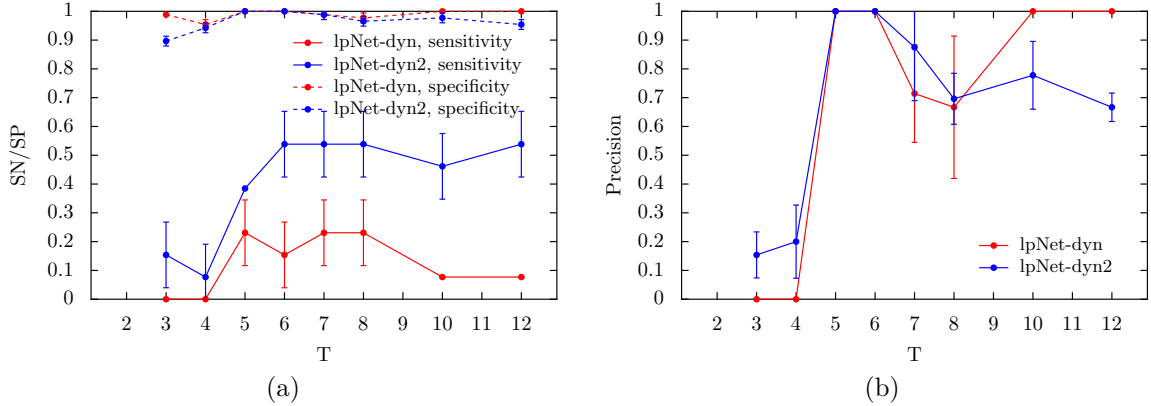 1
0.9
0.8
0.7
0.6
0.5
0.4
0.3
0.2
0.1
0
SN/SP
lpNet-dyn, sensitivity
lpNet-dyn2, sensitivity
lpNet-dyn, specificity
lpNet-dyn2, specificity
2 3 4 5 6 7 8 9 10 11 12
T
(a)
1
0.9
0.8
0.7
0.6
0.5
0.4
0.3
0.2
0.1
0
Precision
lpNet-dyn
lpNet-dyn2
2 3 4 5 6 7 8 9 10 11 12
T
(b)